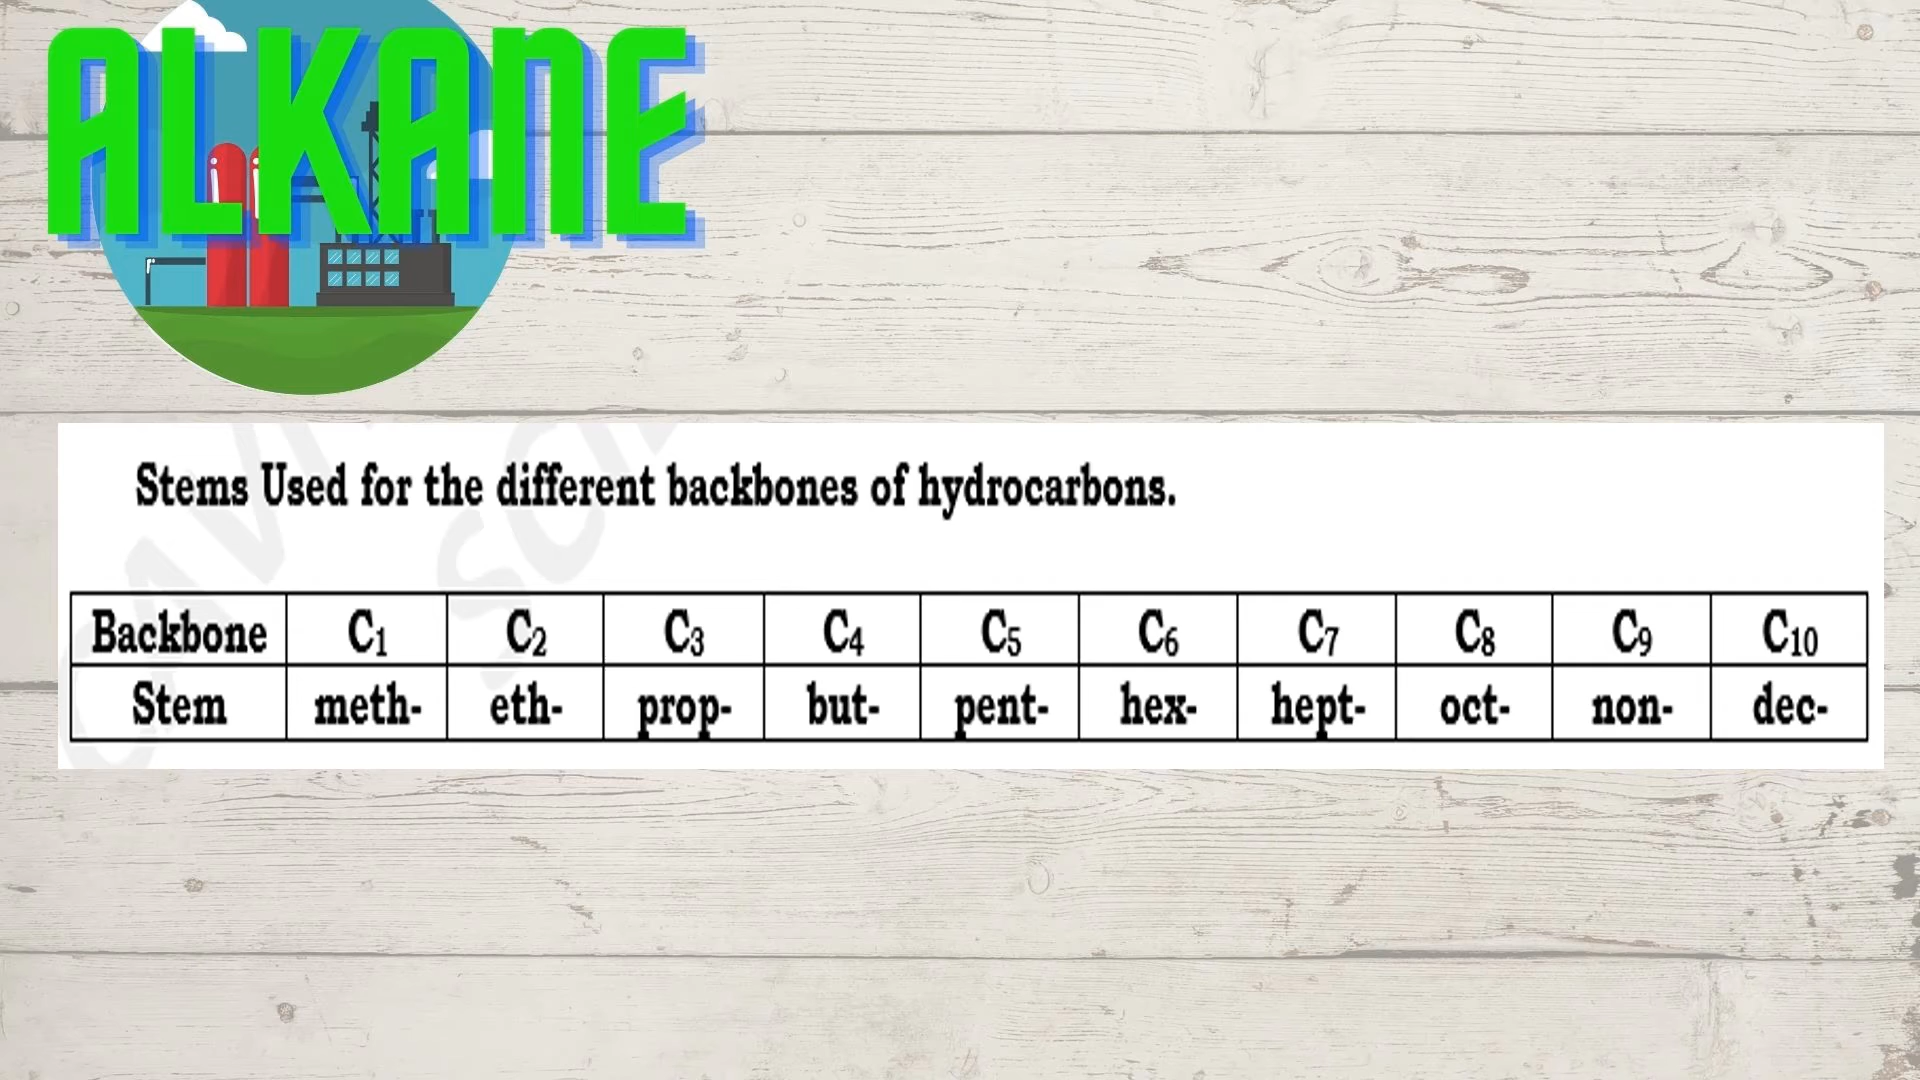 ALKANE
Stems Used for the different backbones of hydrocarbons.
Backbone C₁ C₂ C₃ C₄ C₅ C₆ C₇ C₈ C₉ C₁₀
Stem meth- eth- prop- but- pent- hex- hept- oct- non- dec-